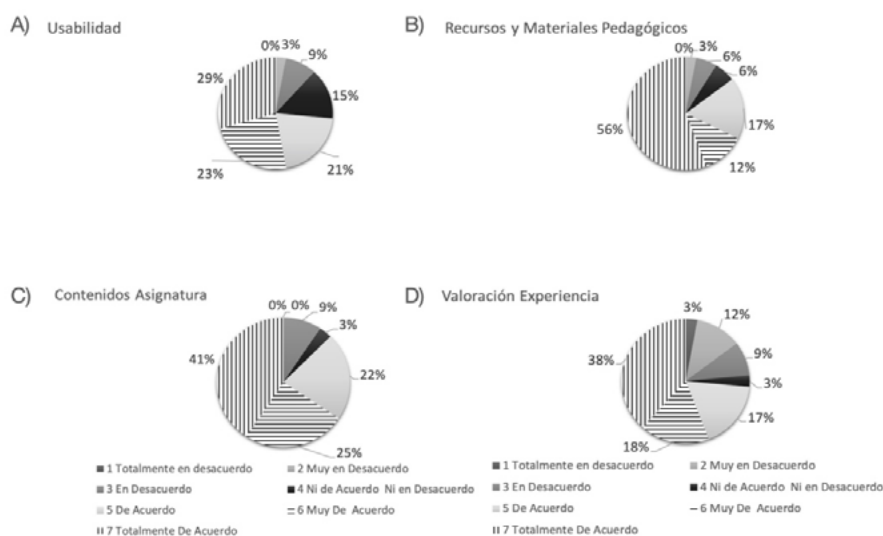 A) Usabilidad
0% 3%
9%
15%
21%
23%
29%
B) Recursos y Materiales Pedagógicos
0% 3%
6%
6%
17%
12%
56%
C) Contenidos Asignatura
0% 0% 9%
3%
22%
25%
41%
1 Totalmente en desacuerdo
2 Muy en Desacuerdo
3 En Desacuerdo
4 Ni de Acuerdo Ni en Desacuerdo
5 De Acuerdo
6 Muy De Acuerdo
7 Totalmente De Acuerdo
D) Valoración Experiencia
3%
12%
9%
3%
17%
18%
38%
1 Totalmente en desacuerdo
2 Muy en Desacuerdo
3 En Desacuerdo
4 Ni de Acuerdo Ni en Desacuerdo
5 De Acuerdo
6 Muy De Acuerdo
7 Totalmente De Acuerdo